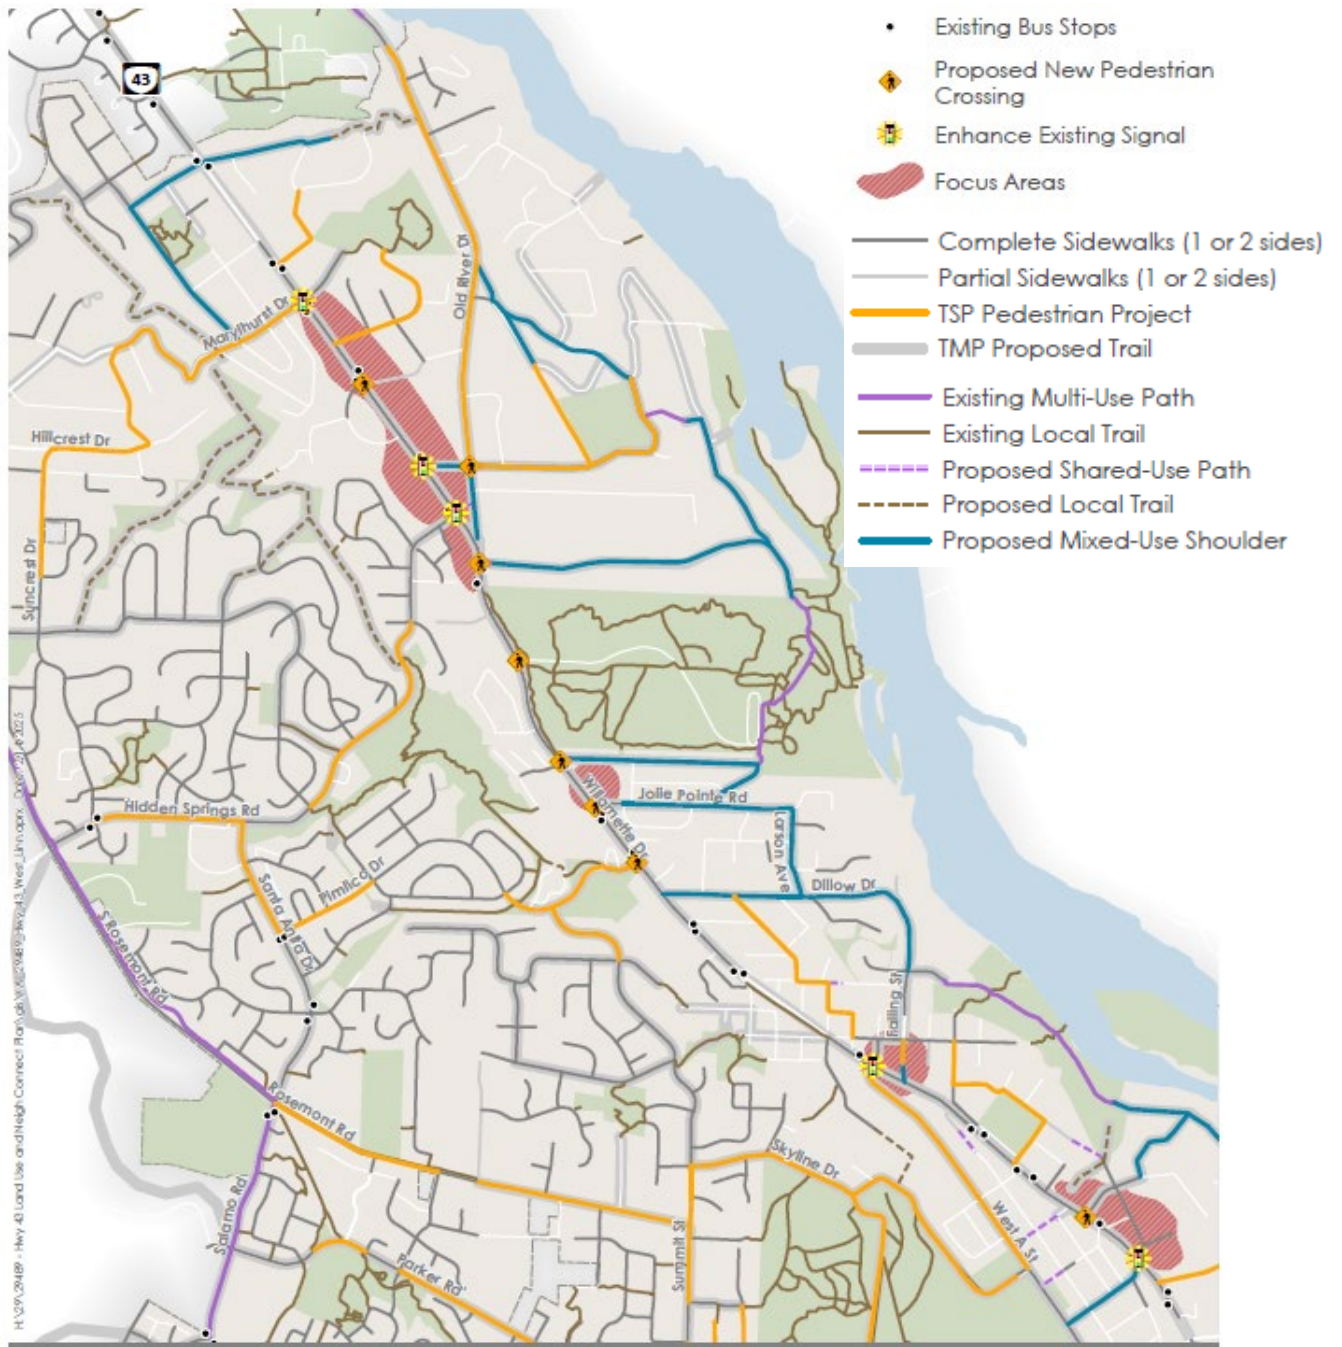 Existing Bus Stops
Proposed New Pedestrian
Crossing
Enhance Existing Signal
Focus Areas
Complete Sidewalks (1 or 2 sides)
Partial Sidewalks (1 or 2 sides)
TSP Pedestrian Project
TMP Proposed Trail
Existing Multi-Use Path
Existing Local Trail
Proposed Shared-Use Path
Proposed Local Trail
Proposed Mixed-Use Shoulder
43
Old River Dr
Marylhurst Dr
Hillcrest Dr
Suncrest Dr
Hidden Springs Rd
Santa Anita Dr
Pimlico Dr
Willamette Dr
Jolie Pointe Rd
Larson Ave
Dillow Dr
Failing St
S Rosemont Rd
Rosemont Rd
Salamo Rd
Parker Rd
Summit St
Skyline Dr
West A St